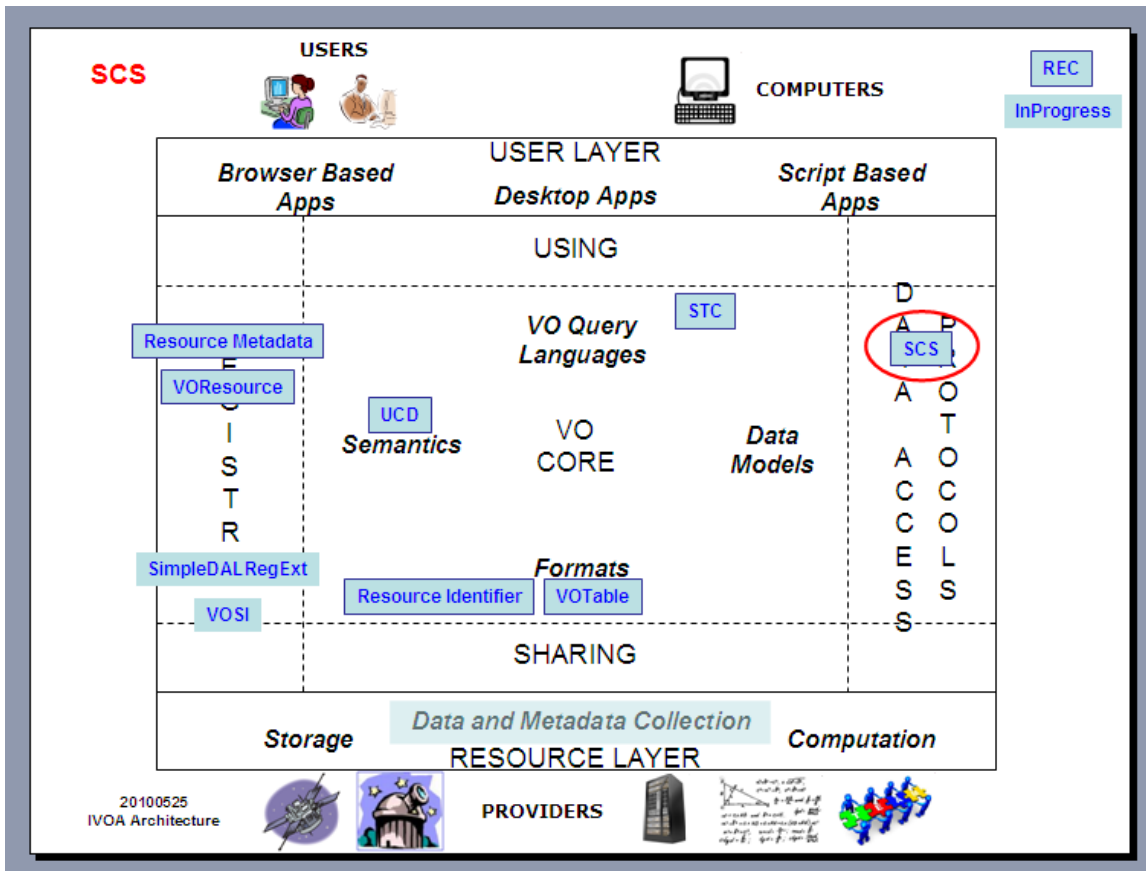 USERS
SCS
COMPUTERS
REC
InProgress
USER LAYER
Browser Based
Apps
Desktop Apps
Script Based
Apps
USING
STC
VO Query
Languages
Resource Metadata
VOResource
UCD
Semantics
VO
CORE
Data
Models
SCS
ACCESS
PROTOCOLS
SimpleDALRegExt
VOSI
Formats
Resource Identifier
VOTable
SHARING
Data and Metadata Collection
Storage
Computation
RESOURCE LAYER
20100525
IVOA Architecture
PROVIDERS